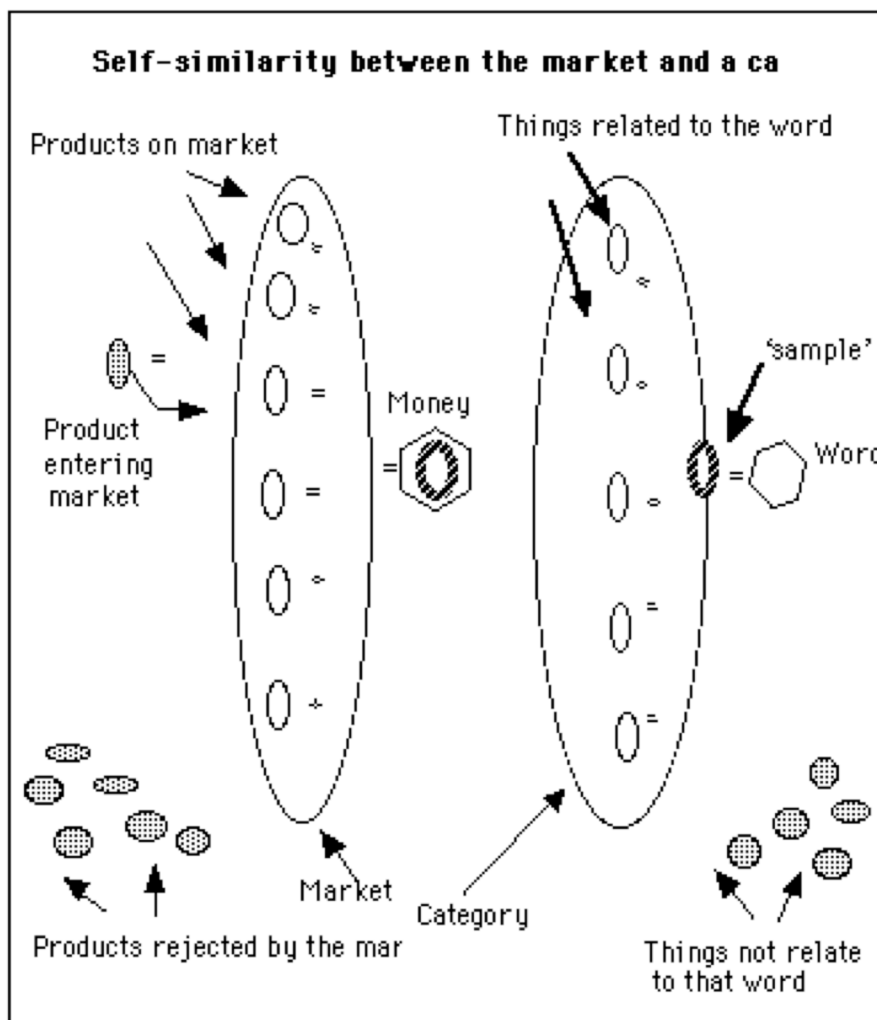 Self-similarity between the market and a ca
Products on market
Things related to the word
'sample'
=
Money
Product
entering
market
=
=
=
=
Word
=
=
Market
Category
Products rejected by the mar
Things not relate
to that word